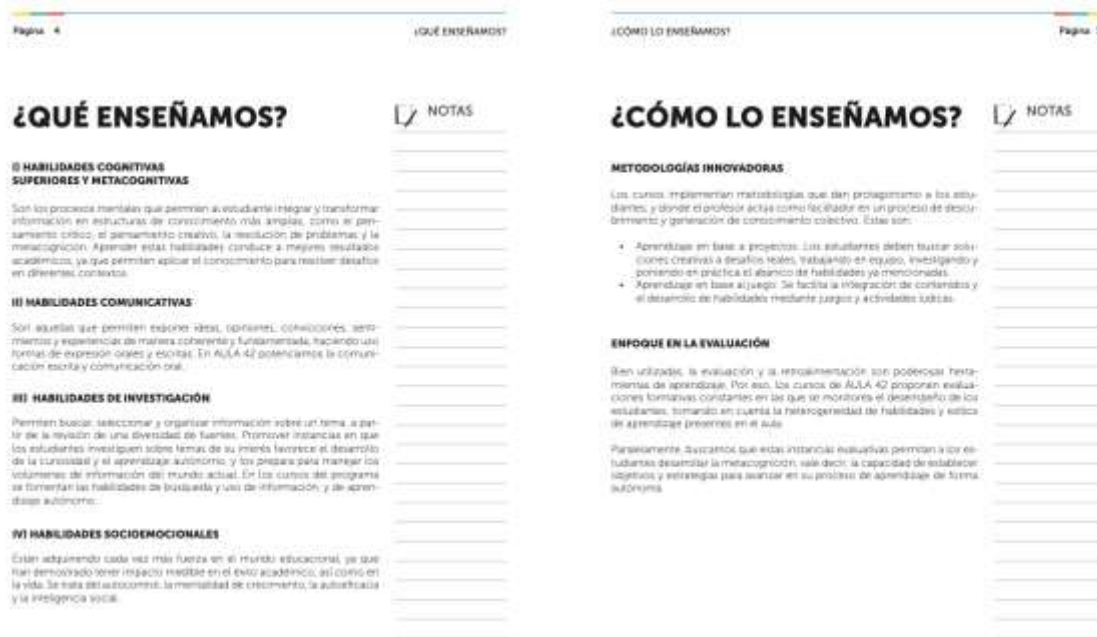 Página 4
¿QUÉ ENSEÑAMOS?
¿QUÉ ENSEÑAMOS?
NOTAS
I) HABILIDADES COGNITIVAS
SUPERIORES Y METACOGNITIVAS
Son los procesos mentales que permiten al estudiante integrar y transformar
información en estructuras de conocimiento más amplias, como el pen-
samiento crítico, el pensamiento creativo, la resolución de problemas y la
metacognición. Aprender estas habilidades conduce a mejores resultados
académicos, ya que permiten aplicar el conocimiento para resolver desafíos
en diferentes contextos.
II) HABILIDADES COMUNICATIVAS
Son aquellas que permiten exponer ideas, opiniones, convicciones, senti-
mientos y experiencias de manera coherente y fundamentada, haciendo uso
formas de expresión orales y escritas. En AULA 42 potenciamos la comuni-
cación escrita y comunicación oral.
III) HABILIDADES DE INVESTIGACIÓN
Permiten buscar, seleccionar y organizar información sobre un tema, a par-
tir de la revisión de una diversidad de fuentes. Promover instancias en que
los estudiantes investiguen sobre temas de su interés favorece el desarrollo
de la curiosidad y el aprendizaje autónomo, y los prepara para manejar los
volúmenes de información del mundo actual. En los cursos del programa
se fomentan las habilidades de búsqueda y uso de información, y de apren-
dizaje autónomo.
IV) HABILIDADES SOCIOEMOCIONALES
Están adquiriendo cada vez más fuerza en el mundo educacional, ya que
han demostrado tener impacto medible en el éxito académico, así como en
la vida. Se trata del autocontrol, la mentalidad de crecimiento, la autoeficacia
y la inteligencia social.
¿CÓMO LO ENSEÑAMOS?
Página
¿CÓMO LO ENSEÑAMOS?
NOTAS
METODOLOGÍAS INNOVADORAS
Los cursos implementan metodologías que dan protagonismo a los estu-
diantes, y donde el profesor actúa como facilitador en un proceso de descu-
brimiento y generación de conocimiento colectivo. Estas son:
• Aprendizaje en base a proyectos: Los estudiantes deben buscar solu-
ciones creativas a desafíos reales, trabajando en equipo, investigando y
poniendo en práctica el abanico de habilidades ya mencionadas.
• Aprendizaje en base al juego: Se facilita la integración de contenidos y
el desarrollo de habilidades mediante juegos y actividades lúdicas.
ENFOQUE EN LA EVALUACIÓN
Bien utilizadas, la evaluación y la retroalimentación son poderosas herra-
mientas de aprendizaje. Por eso, los cursos de AULA 42 proponen evalua-
ciones formativas constantes en las que se monitorea el desempeño de los
estudiantes, tomando en cuenta la heterogeneidad de habilidades y estilos
de aprendizaje presentes en el aula.
Paralelamente, buscamos que estas instancias evaluativas permitan a los es-
tudiantes desarrollar la metacognición, vale decir, la capacidad de establecer
objetivos y estrategias para avanzar en su proceso de aprendizaje de forma
autónoma.